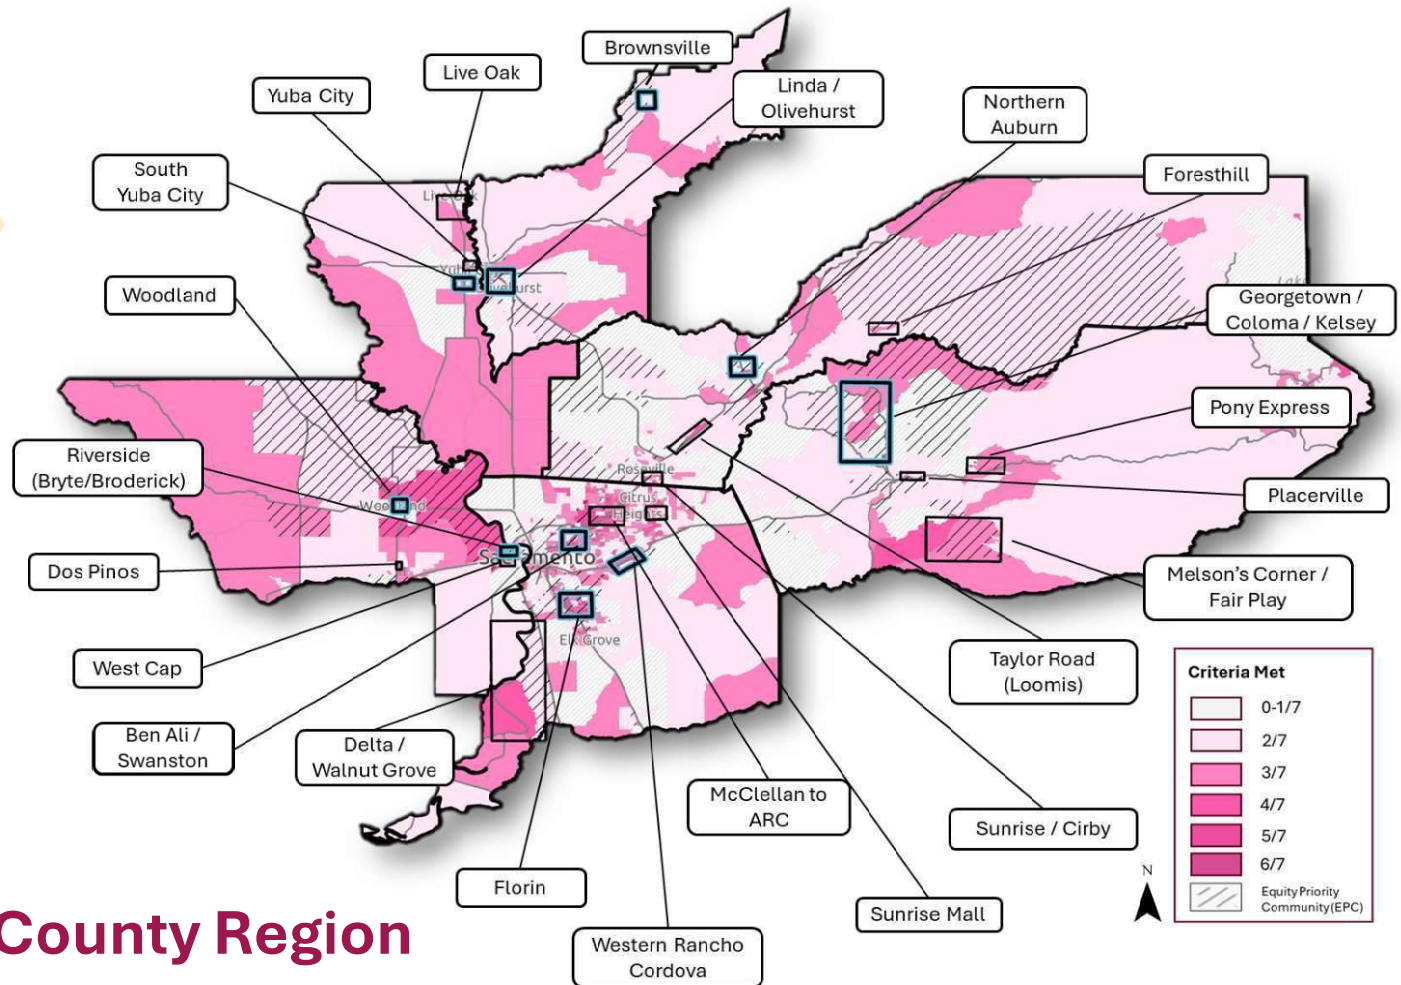 Brownsville
Live Oak
Linda /
Olivehurst
Yuba City
Northern
Auburn
South
Yuba City
Foresthill
Woodland
Georgetown /
Coloma / Kelsey
Pony Express
Riverside
(Bryte/Broderick)
Placerville
Dos Pinos
Melson's Corner /
Fair Play
West Cap
Taylor Road
(Loomis)
Ben Ali /
Swanston
Delta /
Walnut Grove
McClellan to
ARC
Sunrise / Cirby
Florin
Sunrise Mall
Western Rancho
Cordova
Roseville
Citrus
Heights
Woodland
Sacramento
Elk Grove
Live Oak
Olivehurst
Lake
Criteria Met
0-1/7
2/7
3/7
4/7
5/7
6/7
Equity Priority
Community(EPC)
N
County Region